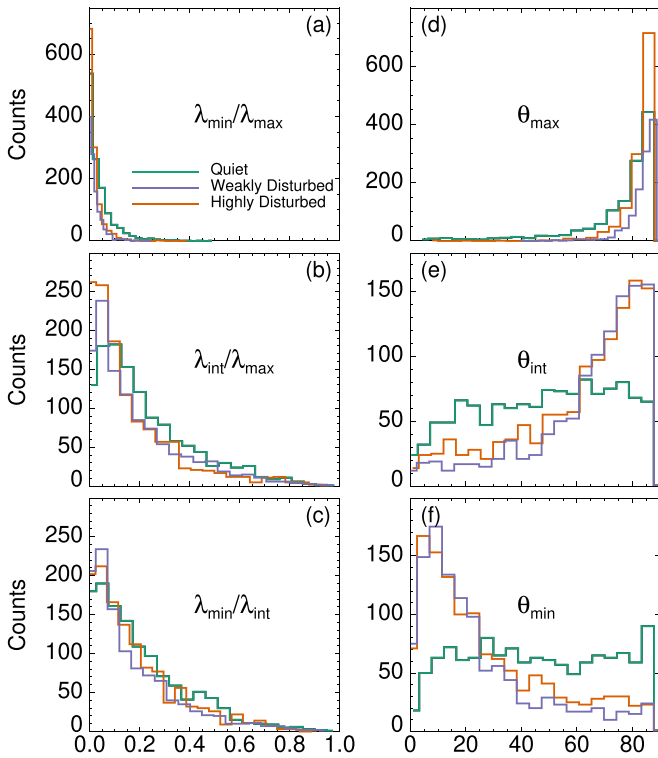 (a)
λmin/λmax
Counts
600
400
200
0
Quiet
Weakly Disturbed
Highly Disturbed
(d)
θmax
600
400
200
0
(b)
λint/λmax
Counts
250
200
150
100
50
0
(e)
θint
150
100
50
0
(c)
λmin/λint
Counts
250
200
150
100
50
0
0.0 0.2 0.4 0.6 0.8 1.0
(f)
θmin
150
100
50
0
0 20 40 60 80